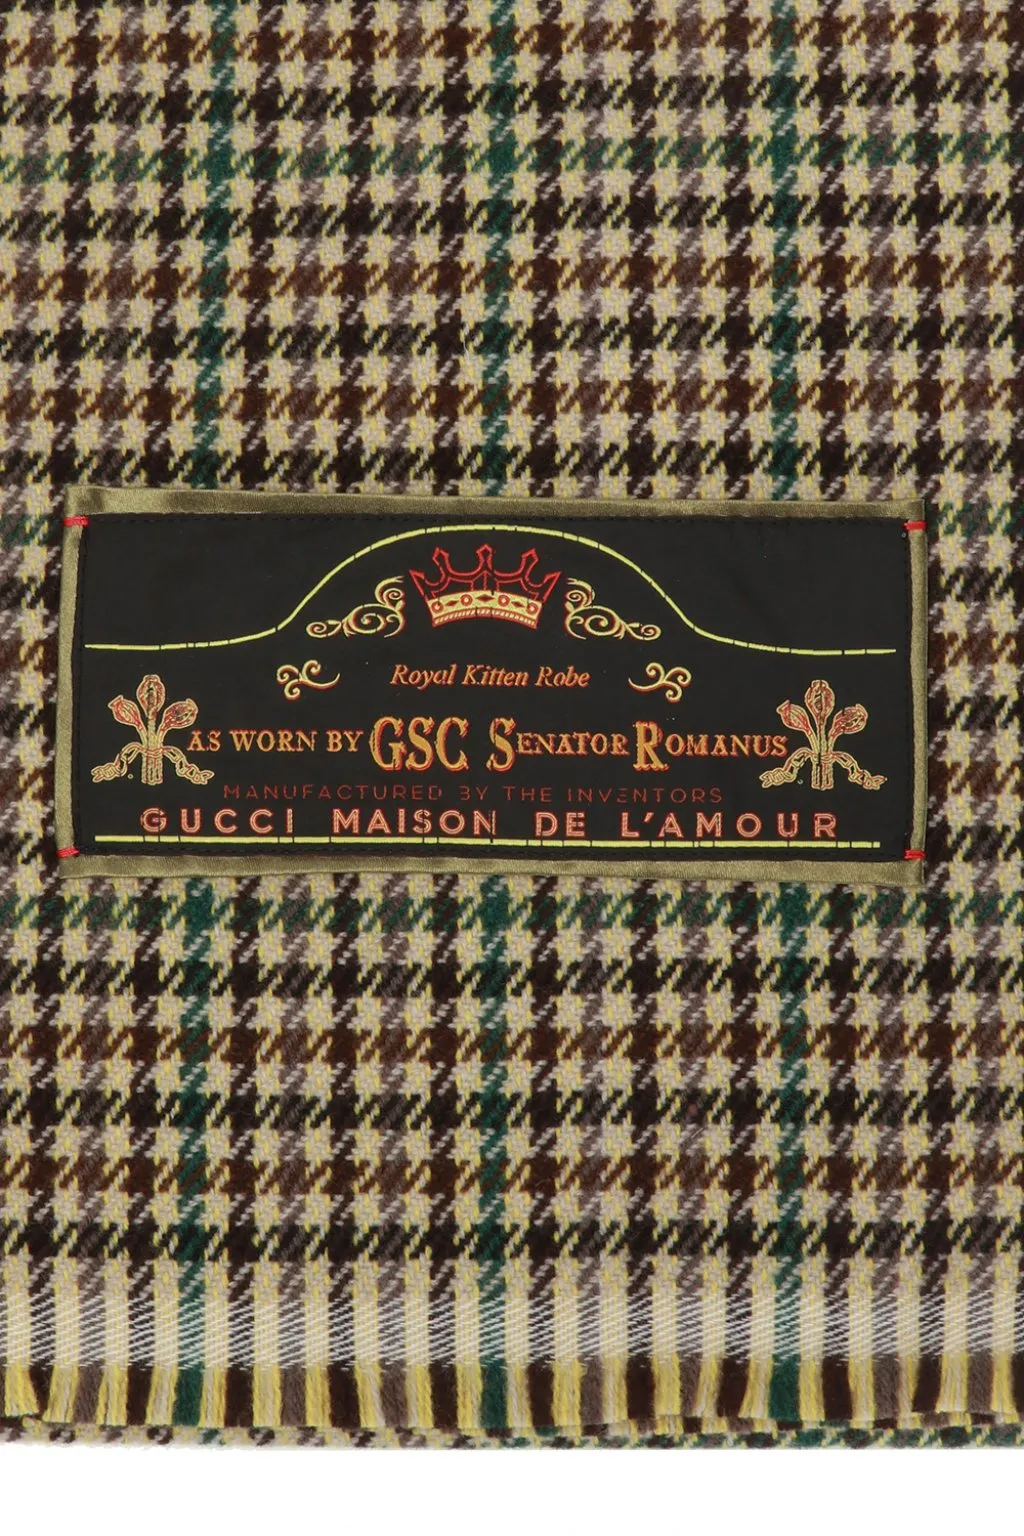 Royal Kitten Robe
AS WORN BY GSC SENATOR ROMANUS
MANUFACTURED BY THE INVENTORS
GUCCI MAISON DE L'AMOUR